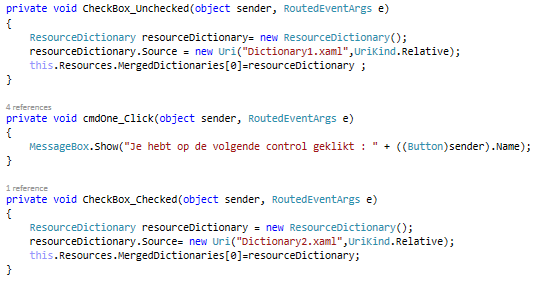 private void CheckBox_Unchecked(object sender, RoutedEventArgs e)
{
ResourceDictionary resourceDictionary= new ResourceDictionary();
resourceDictionary.Source = new Uri("Dictionary1.xaml",UriKind.Relative);
this.Resources.MergedDictionaries[0]=resourceDictionary ;
}
4 references
private void cmdOne_Click(object sender, RoutedEventArgs e)
{
MessageBox.Show("Je hebt op de volgende control geklikt : " + ((Button)sender).Name);
}
1 reference
private void CheckBox_Checked(object sender, RoutedEventArgs e)
{
ResourceDictionary resourceDictionary = new ResourceDictionary();
resourceDictionary.Source= new Uri("Dictionary2.xaml",UriKind.Relative);
this.Resources.MergedDictionaries[0]=resourceDictionary;
}